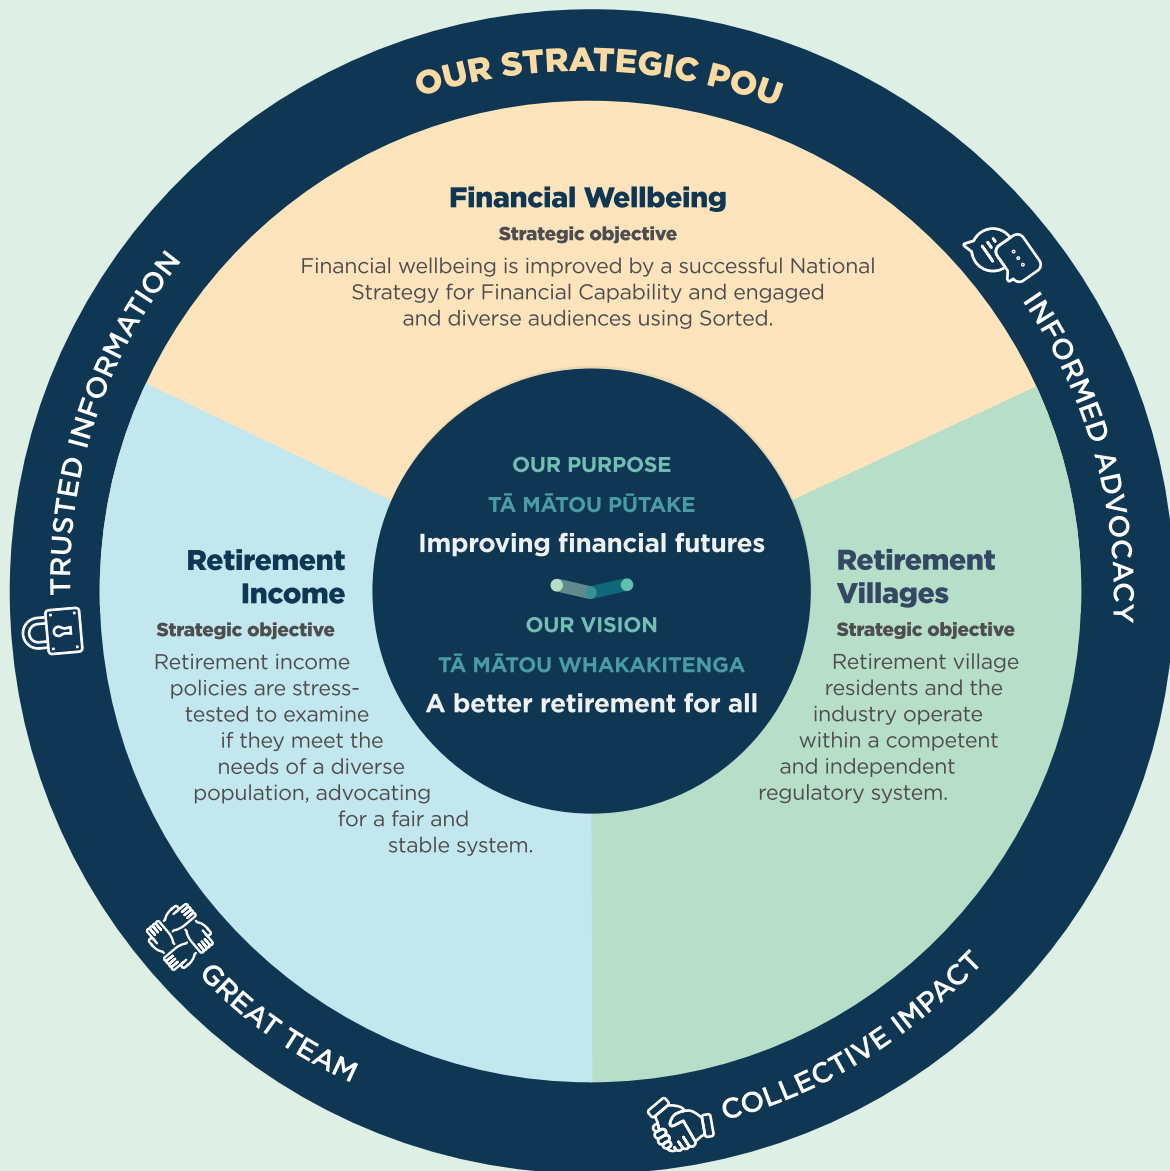 OUR STRATEGIC POU
Financial Wellbeing
Strategic objective
Financial wellbeing is improved by a successful National
Strategy for Financial Capability and engaged
and diverse audiences using Sorted.
TRUSTED INFORMATION
INFORMED ADVOCACY
OUR PURPOSE
TĀ MĀTOU PŪTAKE
Improving financial futures
OUR VISION
TĀ MĀTOU WHAKAKITENGA
A better retirement for all
Retirement
Income
Strategic objective
Retirement income
policies are stress-
tested to examine
if they meet the
needs of a diverse
population, advocating
for a fair and
stable system.
Retirement
Villages
Strategic objective
Retirement village
residents and the
industry operate
within a competent
and independent
regulatory system.
GREAT TEAM
COLLECTIVE IMPACT